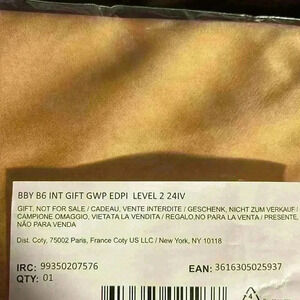 BBY B6 INT GIFT GWP EDPI LEVEL 2 24IV
GIFT, NOT FOR SALE / CADEAU, VENTE INTERDITE / GESCHENK, NICHT ZUM VERKAUF /
CAMPIONE OMAGGIO, VIETATA LA VENDITA / REGALO,NO PARA LA VENTA / PRESENTE,
NÃO PARA VENDA
Dist. Coty, 75002 Paris, France Coty US LLC / New York, NY 10118
IRC: 99350207576 EAN: 3616305025937
QTY: 01